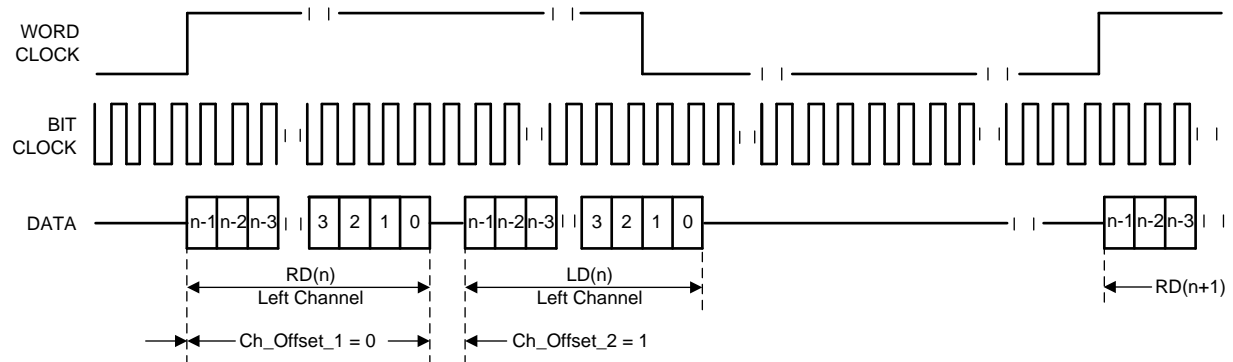 WORD
CLOCK
BIT
CLOCK
DATA
n-1 n-2 n-3 3 2 1 0 n-1 n-2 n-3 3 2 1 0 n-1 n-2 n-3
RD(n) LD(n) RD(n+1)
Left Channel Left Channel
Ch_Offset_1 = 0 Ch_Offset_2 = 1